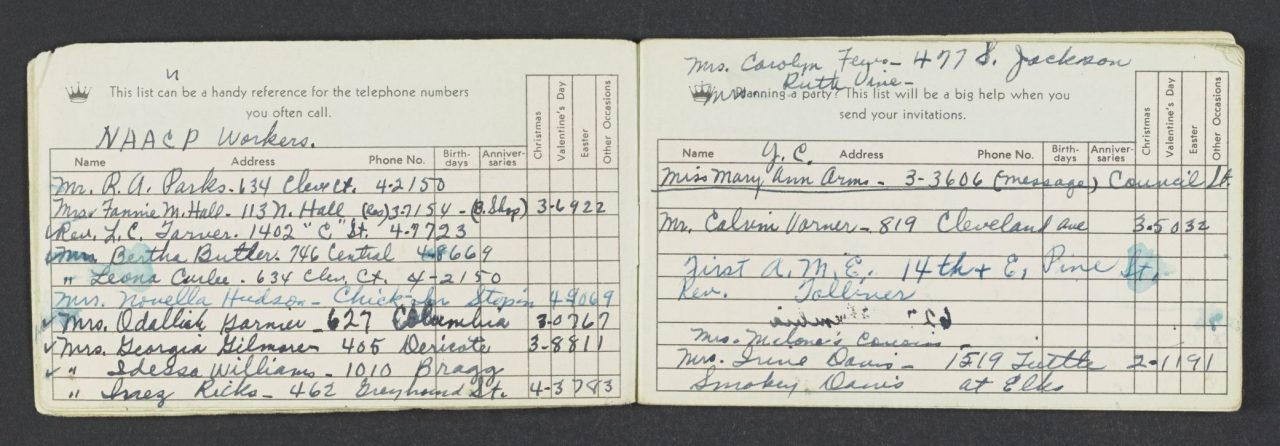 This list can be a handy reference for the telephone numbers
you often call.
NAACP Workers.
Name Address Phone No. Birth-days Anniver-saries Christmas Valentine's Day Easter Other Occasions
Mr. R. A. Parks. 634 Cleve Ct. 4-2150
Mrs Fannie M. Hall - 113 N. Hall (Res) 3-7154 - (B. Shop) 3-6922
Rev. L. C. Tarver. 1402 "C" St. 4-7723
Mrs. Bertha Butler. 746 Central 4-8669
" Leona Curlee. 634 Clev. Ct. 4-2150
Mrs. Novella Hudson - Chick-In Stopin 4-9069
Mrs. Odalliah Garnier - 627 Columbia 3-0767
Mrs. Georgia Gilmore 405 Dericote 3-8811
" Idessa Williams - 1010 Bragg
" Inez Ricks - 462 Greyhound St. 4-3783
Mrs. Carolyn - 477 S. Jackson
Mrs. Ruth Vine -
Planning a party? This list will be a big help when you
send your invitations.
Y. C.
Name Address Phone No. Birth-days Anniver-saries Christmas Valentine's Day Easter Other Occasions
Miss Mary Ann Arms - 3-3606 (message) Council St.
Mr. Calvin Varner - 819 Cleveland Ave 3-5032
First A. M. E. 14th + E. Pine St.
Rev. Tolliver
Mrs. Milana's Cousin
Mrs. Irene Davis - 1519 Tuttle 2-1191
Smokey Davis at Elks